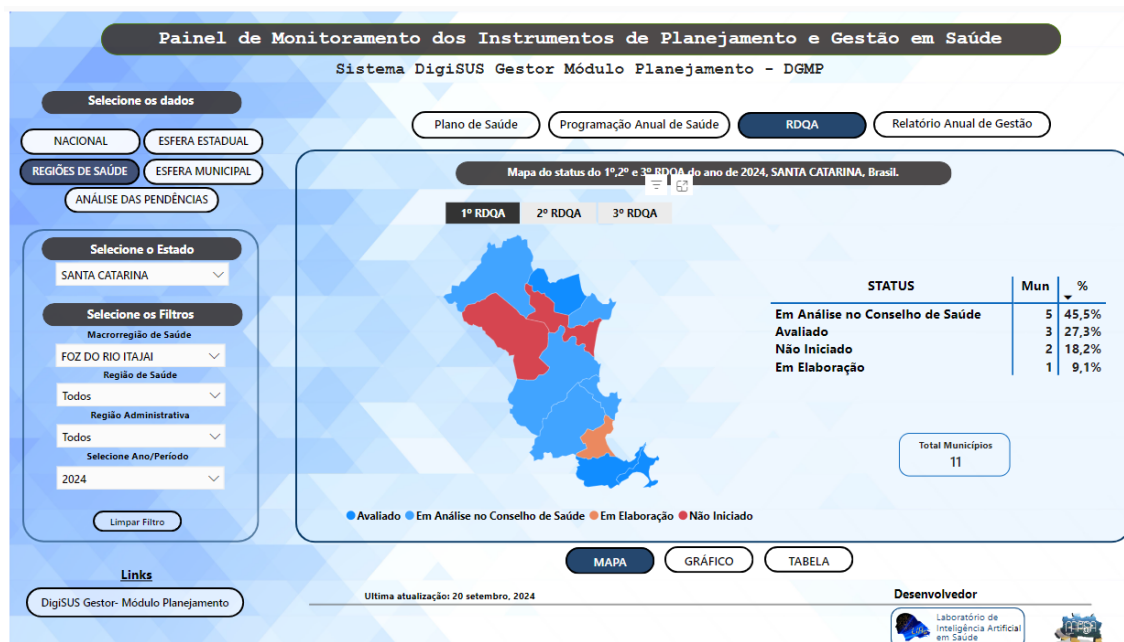 Painel de Monitoramento dos Instrumentos de Planejamento e Gestão em Saúde
Sistema DigiSUS Gestor Módulo Planejamento - DGMP
Selecione os dados
NACIONAL
ESFERA ESTADUAL
REGIÕES DE SAÚDE
ESFERA MUNICIPAL
ANÁLISE DAS PENDÊNCIAS
Selecione o Estado
SANTA CATARINA
Selecione os Filtros
Macrorregião de Saúde
FOZ DO RIO ITAJAI
Região de Saúde
Todos
Região Administrativa
Todos
Selecione Ano/Período
2024
Limpar Filtro
Links
DigiSUS Gestor- Módulo Planejamento
Plano de Saúde
Programação Anual de Saúde
RDQA
Relatório Anual de Gestão
Mapa do status do 1º,2º e 3º RDQA do ano de 2024, SANTA CATARINA, Brasil.
1º RDQA
2º RDQA
3º RDQA
STATUS Mun %
Em Análise no Conselho de Saúde 5 45,5%
Avaliado 3 27,3%
Não Iniciado 2 18,2%
Em Elaboração 1 9,1%
Total Municípios
11
Avaliado Em Análise no Conselho de Saúde Em Elaboração Não Iniciado
MAPA
GRÁFICO
TABELA
Ultima atualização: 20 setembro, 2024
Desenvolvedor
Laboratório de
Inteligência Artificial
em Saúde